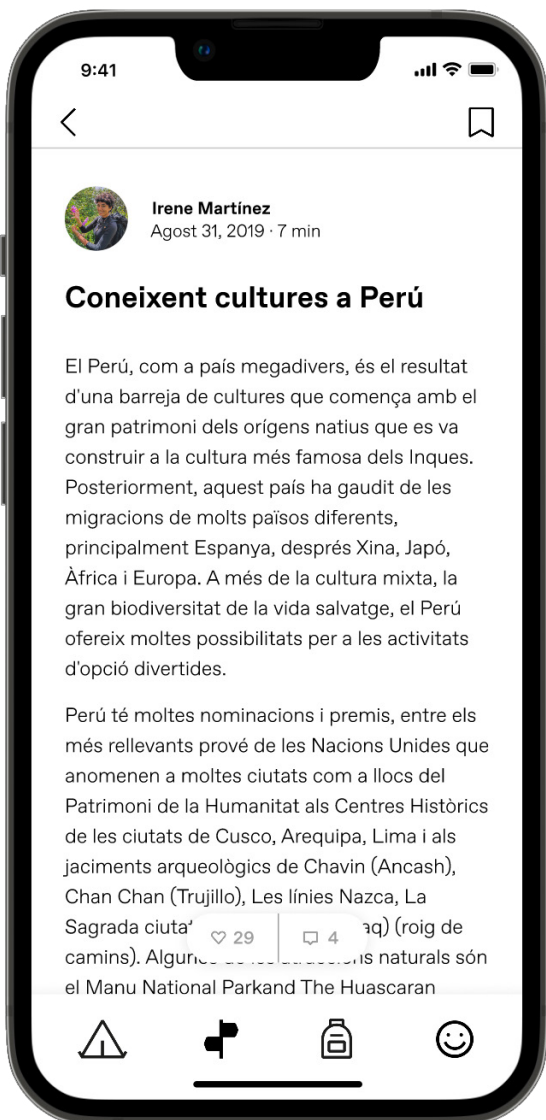 9:41
Irene Martínez
Agost 31, 2019 · 7 min
Coneixent cultures a Perú
El Perú, com a país megadivers, és el resultat
d'una barreja de cultures que comença amb el
gran patrimoni dels orígens natius que es va
construir a la cultura més famosa dels Inques.
Posteriorment, aquest país ha gaudit de les
migracions de molts països diferents,
principalment Espanya, després Xina, Japó,
Àfrica i Europa. A més de la cultura mixta, la
gran biodiversitat de la vida salvatge, el Perú
ofereix moltes possibilitats per a les activitats
d'opció divertides.
Perú té moltes nominacions i premis, entre els
més rellevants prové de les Nacions Unides que
anomenen a moltes ciutats com a llocs del
Patrimoni de la Humanitat als Centres Històrics
de les ciutats de Cusco, Arequipa, Lima i als
jaciments arqueològics de Chavin (Ancash),
Chan Chan (Trujillo), Les línies Nazca, La
Sagrada (roig de
29 4
camins). naturals són
el Manu National Parkand The Huascaran